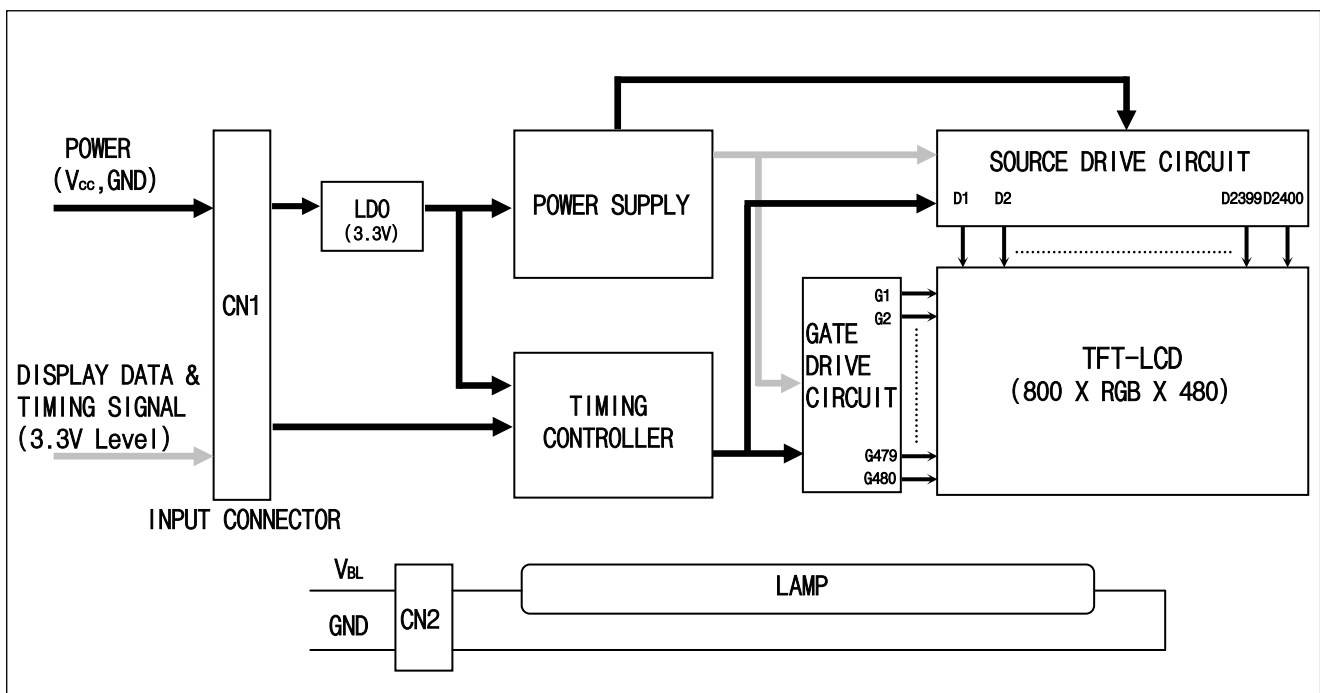 POWER
(Vcc,GND)
CN1
LDO
(3.3V)
POWER SUPPLY
SOURCE DRIVE CIRCUIT
D1 D2 D2399 D2400
DISPLAY DATA &
TIMING SIGNAL
(3.3V Level)
TIMING
CONTROLLER
GATE
DRIVE
CIRCUIT
G1
G2
G479
G480
TFT-LCD
(800 X RGB X 480)
INPUT CONNECTOR
VBL
GND
CN2
LAMP